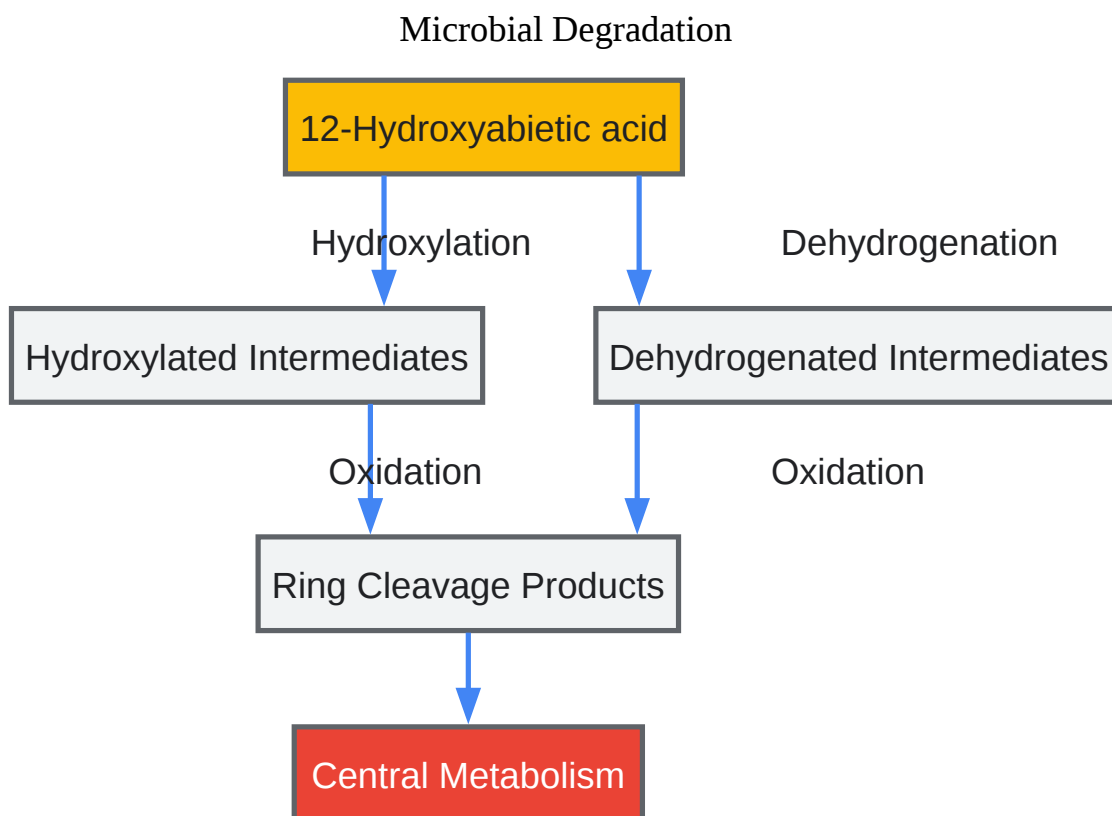 Microbial Degradation
12-Hydroxyabietic acid
Hydroxylation
Dehydrogenation
Hydroxylated Intermediates
Dehydrogenated Intermediates
Oxidation
Oxidation
Ring Cleavage Products
Central Metabolism